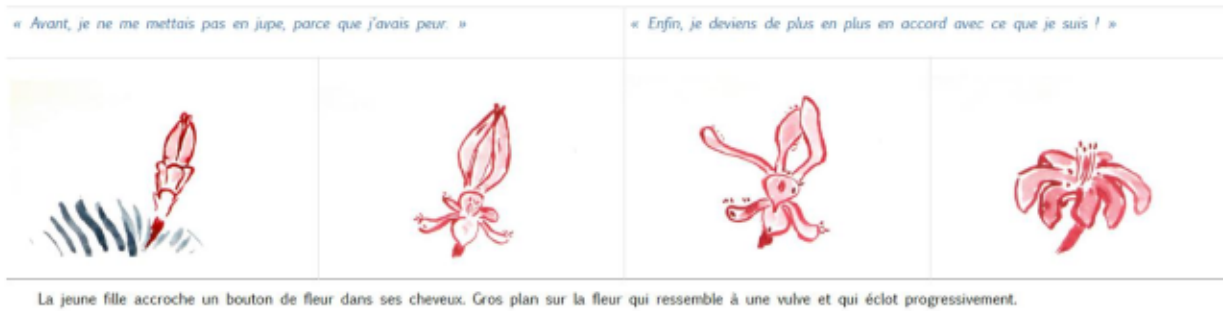 « Avant, je ne me mettais pas en jupe, parce que j'avais peur. »
« Enfin, je deviens de plus en plus en accord avec ce que je suis ! »
La jeune fille accroche un bouton de fleur dans ses cheveux. Gros plan sur la fleur qui ressemble à une vulve et qui éclot progressivement.